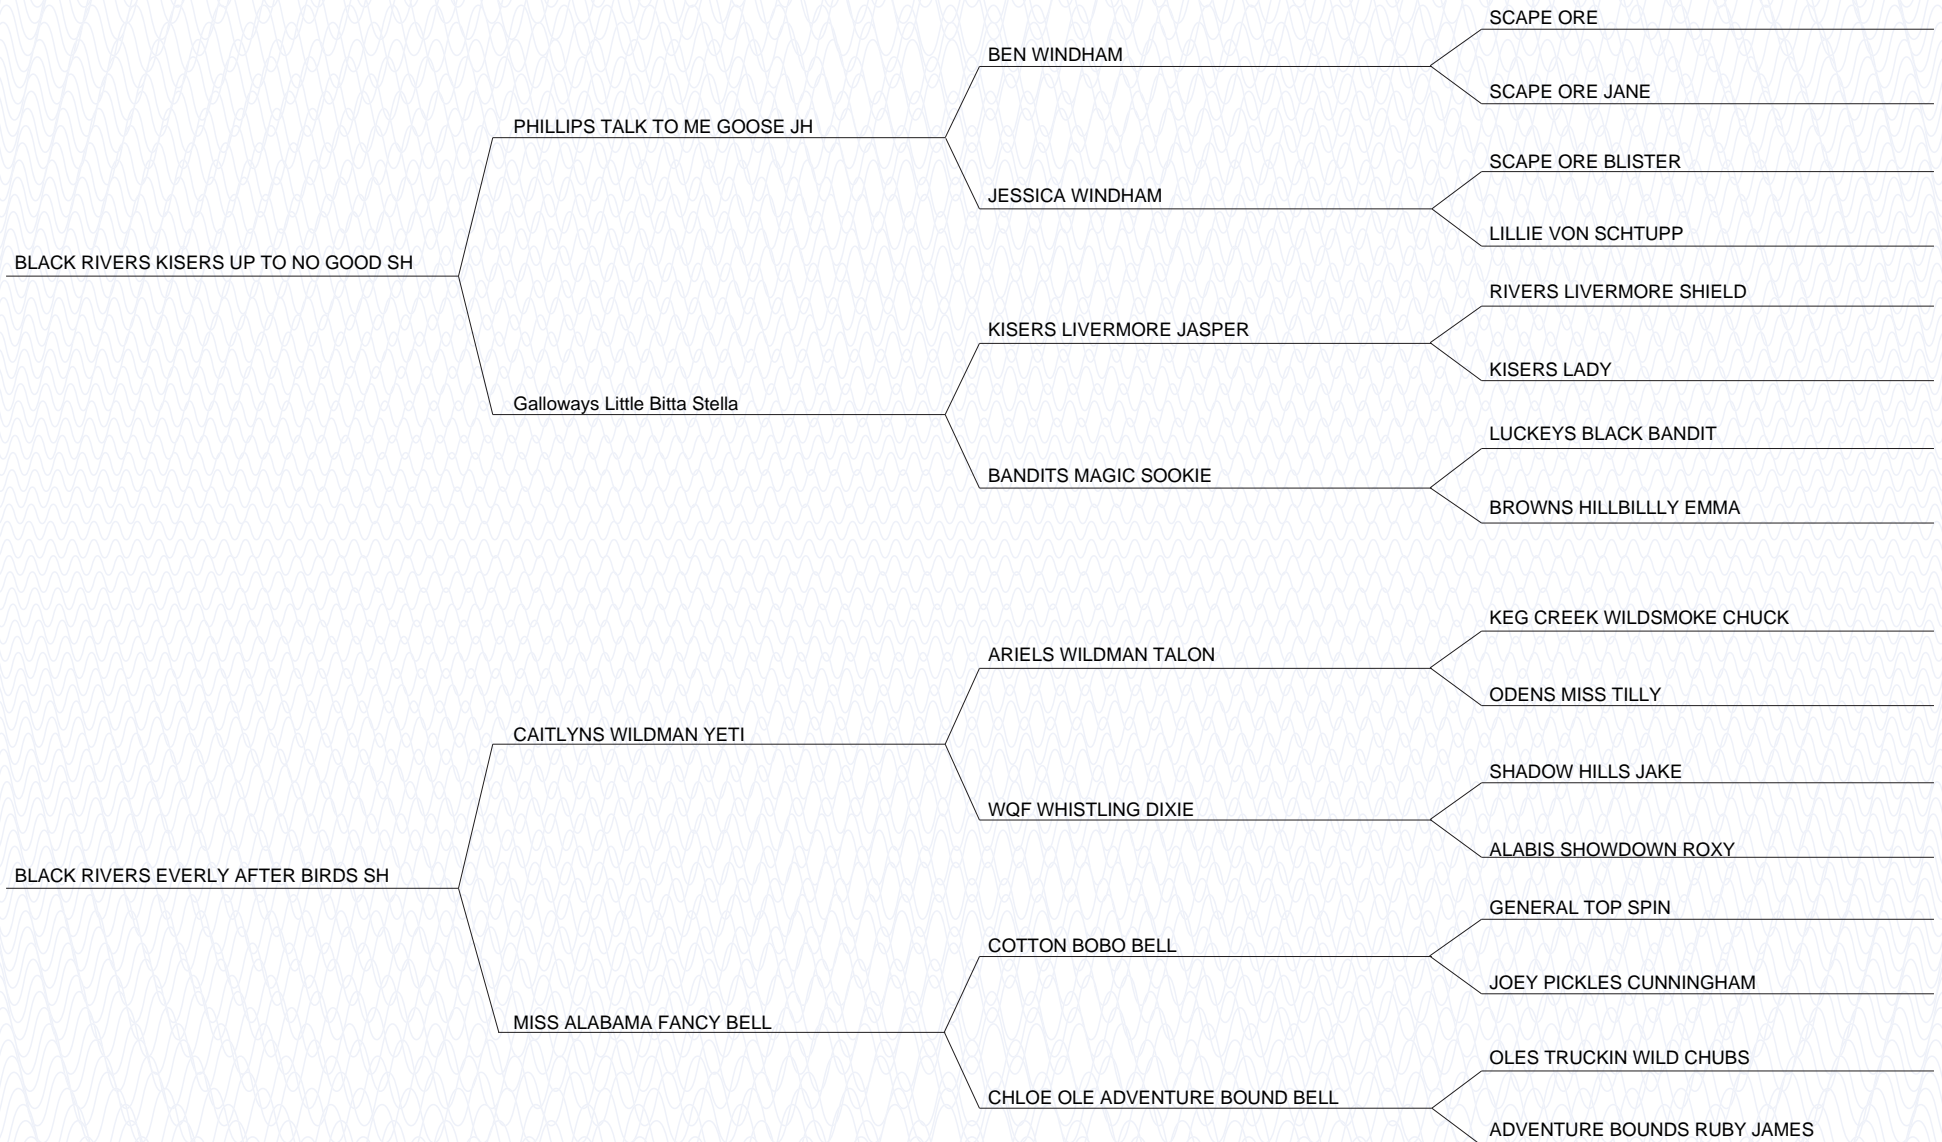 SCAPE ORE
BEN WINDHAM
SCAPE ORE JANE
PHILLIPS TALK TO ME GOOSE JH
SCAPE ORE BLISTER
JESSICA WINDHAM
LILLIE VON SCHTUPP
BLACK RIVERS KISERS UP TO NO GOOD SH
RIVERS LIVERMORE SHIELD
KISERS LIVERMORE JASPER
KISERS LADY
Galloways Little Bitta Stella
LUCKEYS BLACK BANDIT
BANDITS MAGIC SOOKIE
BROWNS HILLBILLLY EMMA
KEG CREEK WILDSMOKE CHUCK
ARIELS WILDMAN TALON
ODENS MISS TILLY
CAITLYNS WILDMAN YETI
SHADOW HILLS JAKE
WQF WHISTLING DIXIE
ALABIS SHOWDOWN ROXY
BLACK RIVERS EVERLY AFTER BIRDS SH
GENERAL TOP SPIN
COTTON BOBO BELL
JOEY PICKLES CUNNINGHAM
MISS ALABAMA FANCY BELL
OLES TRUCKIN WILD CHUBS
CHLOE OLE ADVENTURE BOUND BELL
ADVENTURE BOUNDS RUBY JAMES